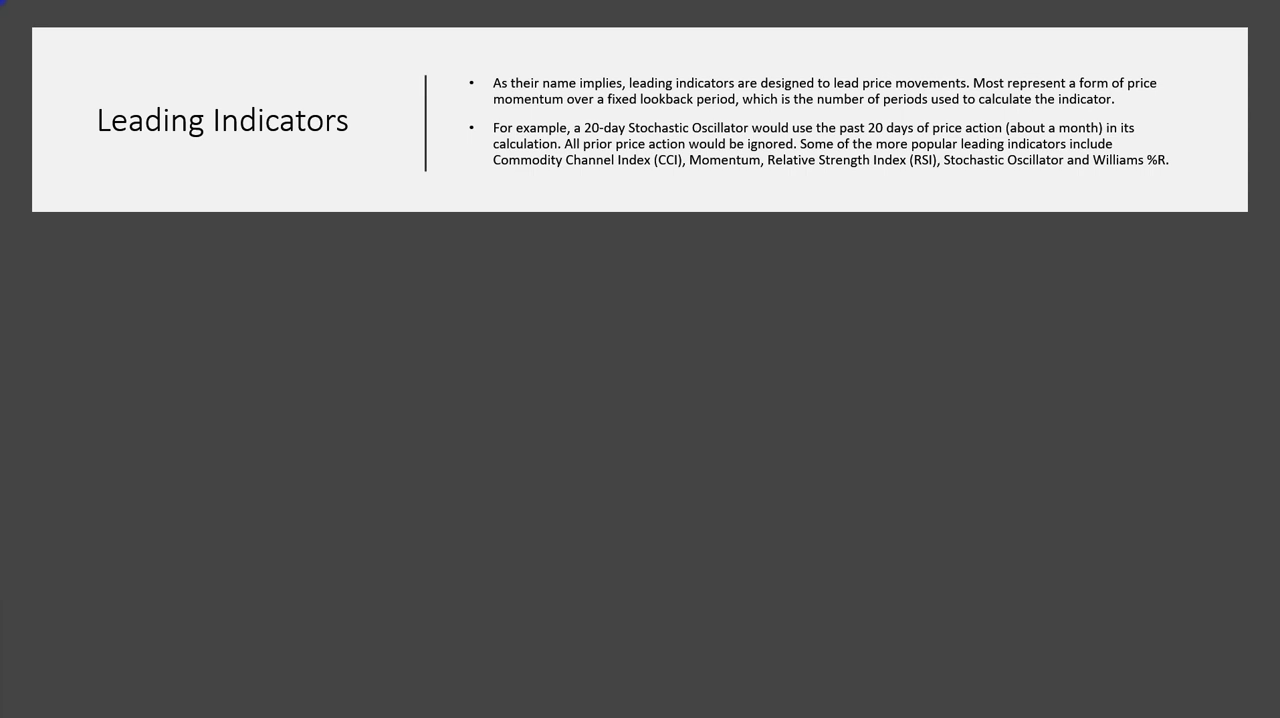 Leading Indicators
• As their name implies, leading indicators are designed to lead price movements. Most represent a form of price
momentum over a fixed lookback period, which is the number of periods used to calculate the indicator.
• For example, a 20-day Stochastic Oscillator would use the past 20 days of price action (about a month) in its
calculation. All prior price action would be ignored. Some of the more popular leading indicators include
Commodity Channel Index (CCI), Momentum, Relative Strength Index (RSI), Stochastic Oscillator and Williams %R.